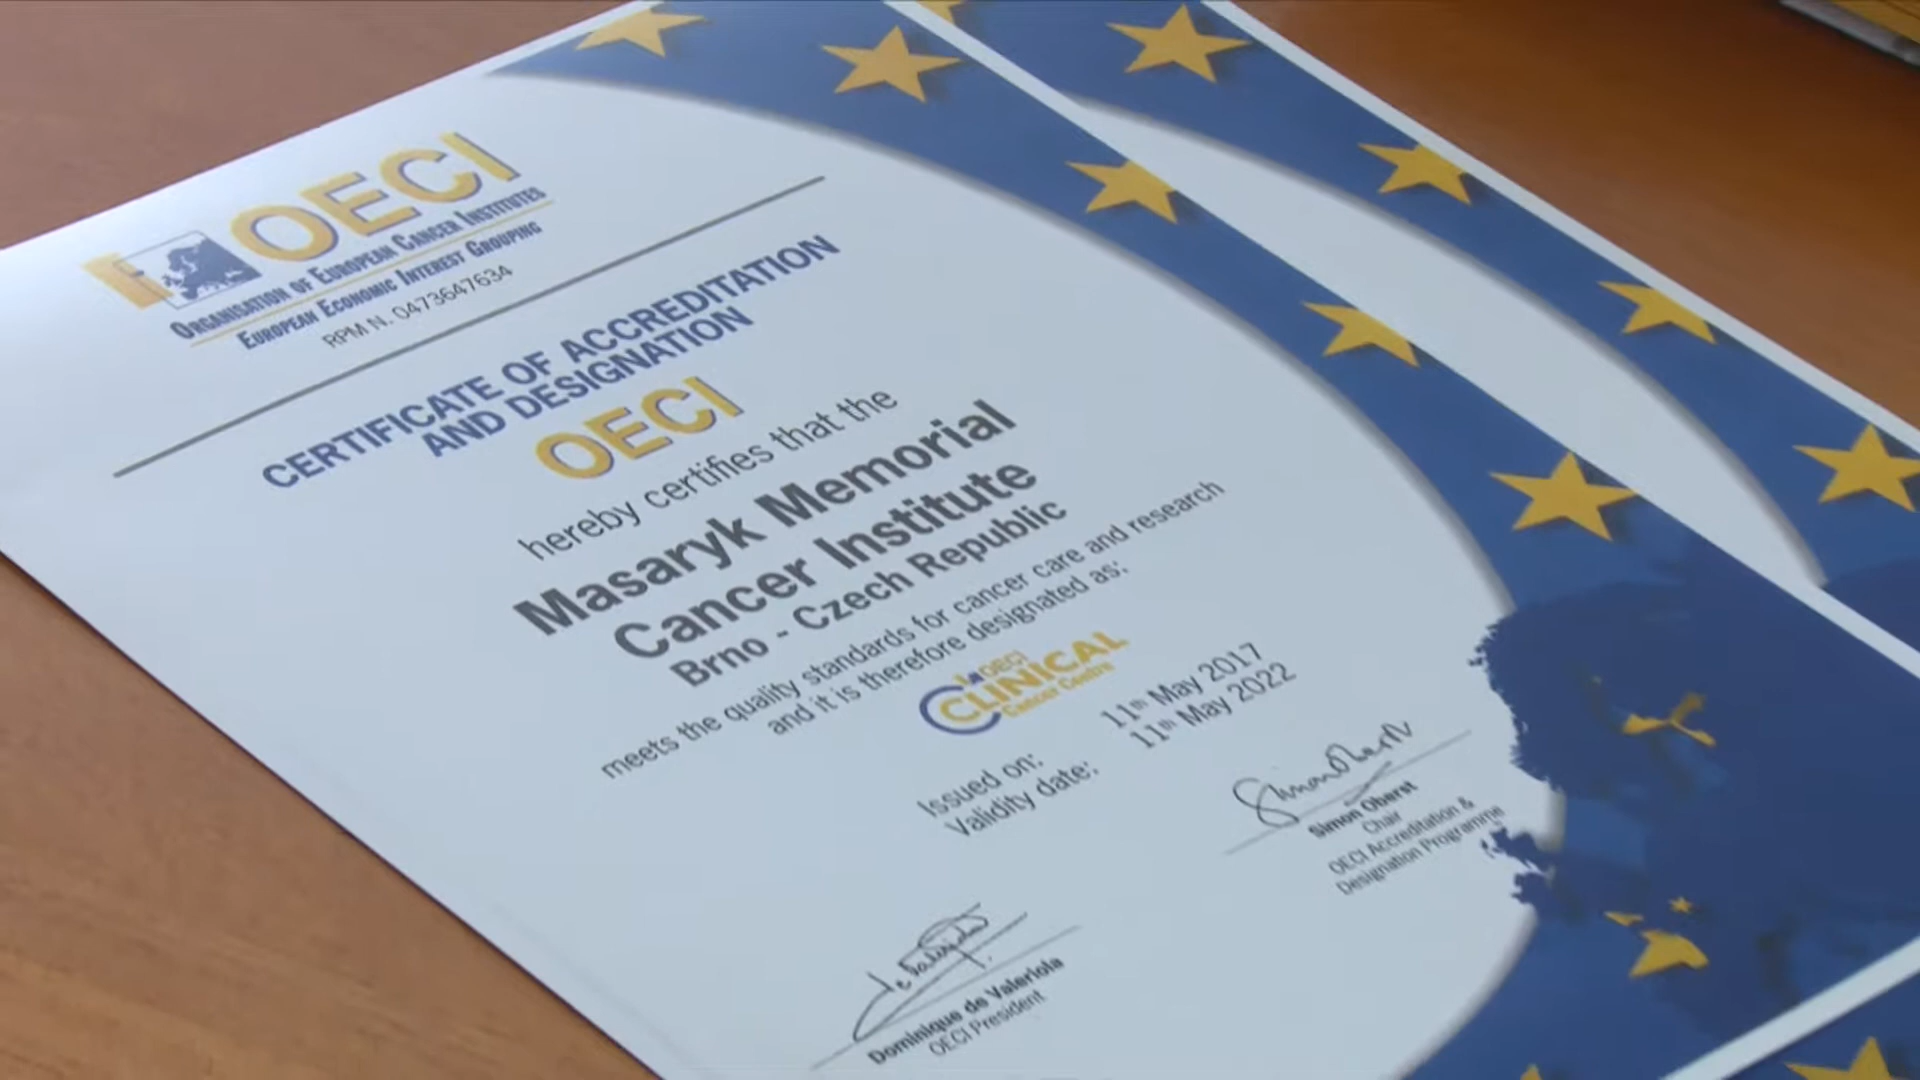 OECI
ORGANISATION OF EUROPEAN CANCER INSTITUTES
EUROPEAN ECONOMIC INTEREST GROUPING
RPM N. 0473647634
CERTIFICATE OF ACCREDITATION
AND DESIGNATION
OECI
hereby certifies that the
Masaryk Memorial
Cancer Institute
Brno - Czech Republic
meets the quality standards for cancer care and research
and it is therefore designated as:
OECI
CLINICAL
Cancer Centre
Issued on: 11th May 2017
Validity date: 11th May 2022
Simon Oberst
Simon Oberst
Chair
OECI Accreditation &
Designation Programme
Dominique de Valeriola
OECI President